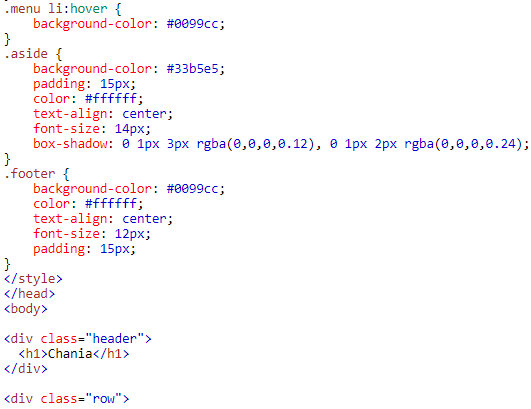 .menu li:hover {
    background-color: #0099cc;
}
.aside {
    background-color: #33b5e5;
    padding: 15px;
    color: #ffffff;
    text-align: center;
    font-size: 14px;
    box-shadow: 0 1px 3px rgba(0,0,0,0.12), 0 1px 2px rgba(0,0,0,0.24);
}
.footer {
    background-color: #0099cc;
    color: #ffffff;
    text-align: center;
    font-size: 12px;
    padding: 15px;
}
</style>
</head>
<body>

<div class="header">
  <h1>Chania</h1>
</div>

<div class="row">